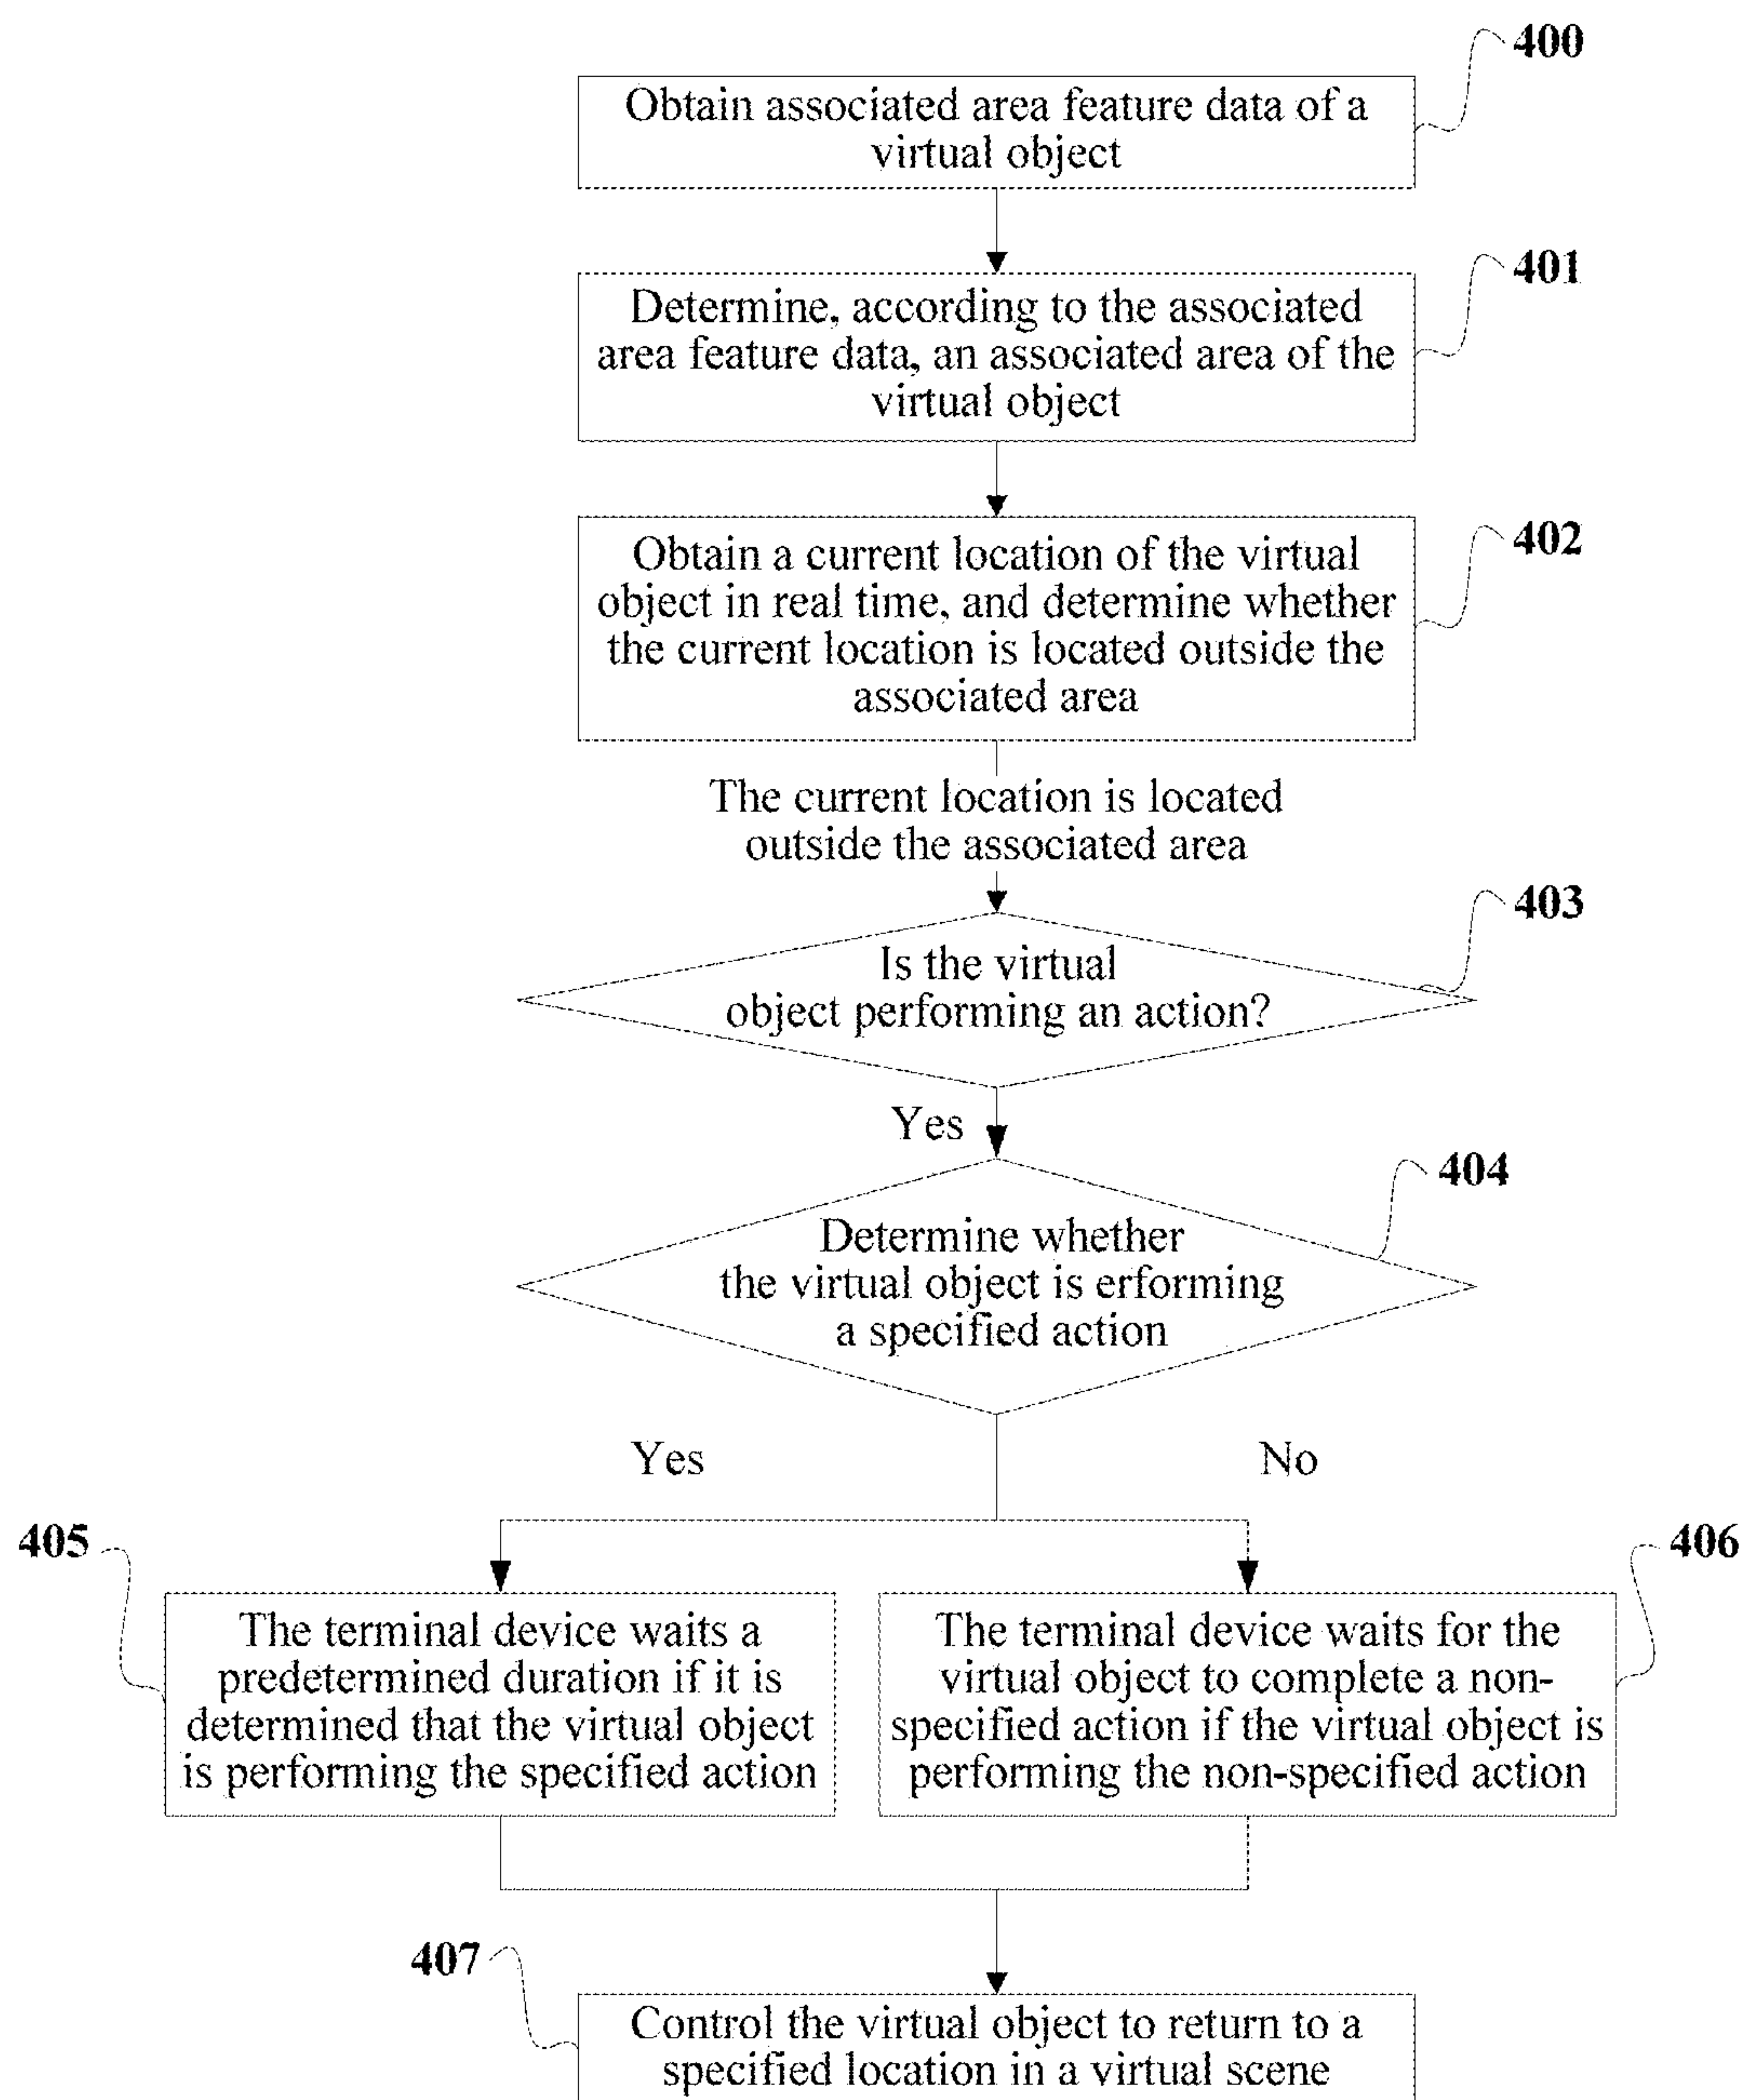 400
Obtain associated area feature data of a
virtual object
401
Determine, according to the associated
area feature data, an associated area of the
virtual object
402
Obtain a current location of the virtual
object in real time, and determine whether
the current location is located outside the
associated area
The current location is located
outside the associated area
403
Is the virtual
object performing an action?
Yes
404
Determine whether
the virtual object is erforming
a specified action
Yes
No
405
406
The terminal device waits a
predetermined duration if it is
determined that the virtual object
is performing the specified action
The terminal device waits for the
virtual object to complete a non-
specified action if the virtual object is
performing the non-specified action
407
Control the virtual object to return to a
specified location in a virtual scene